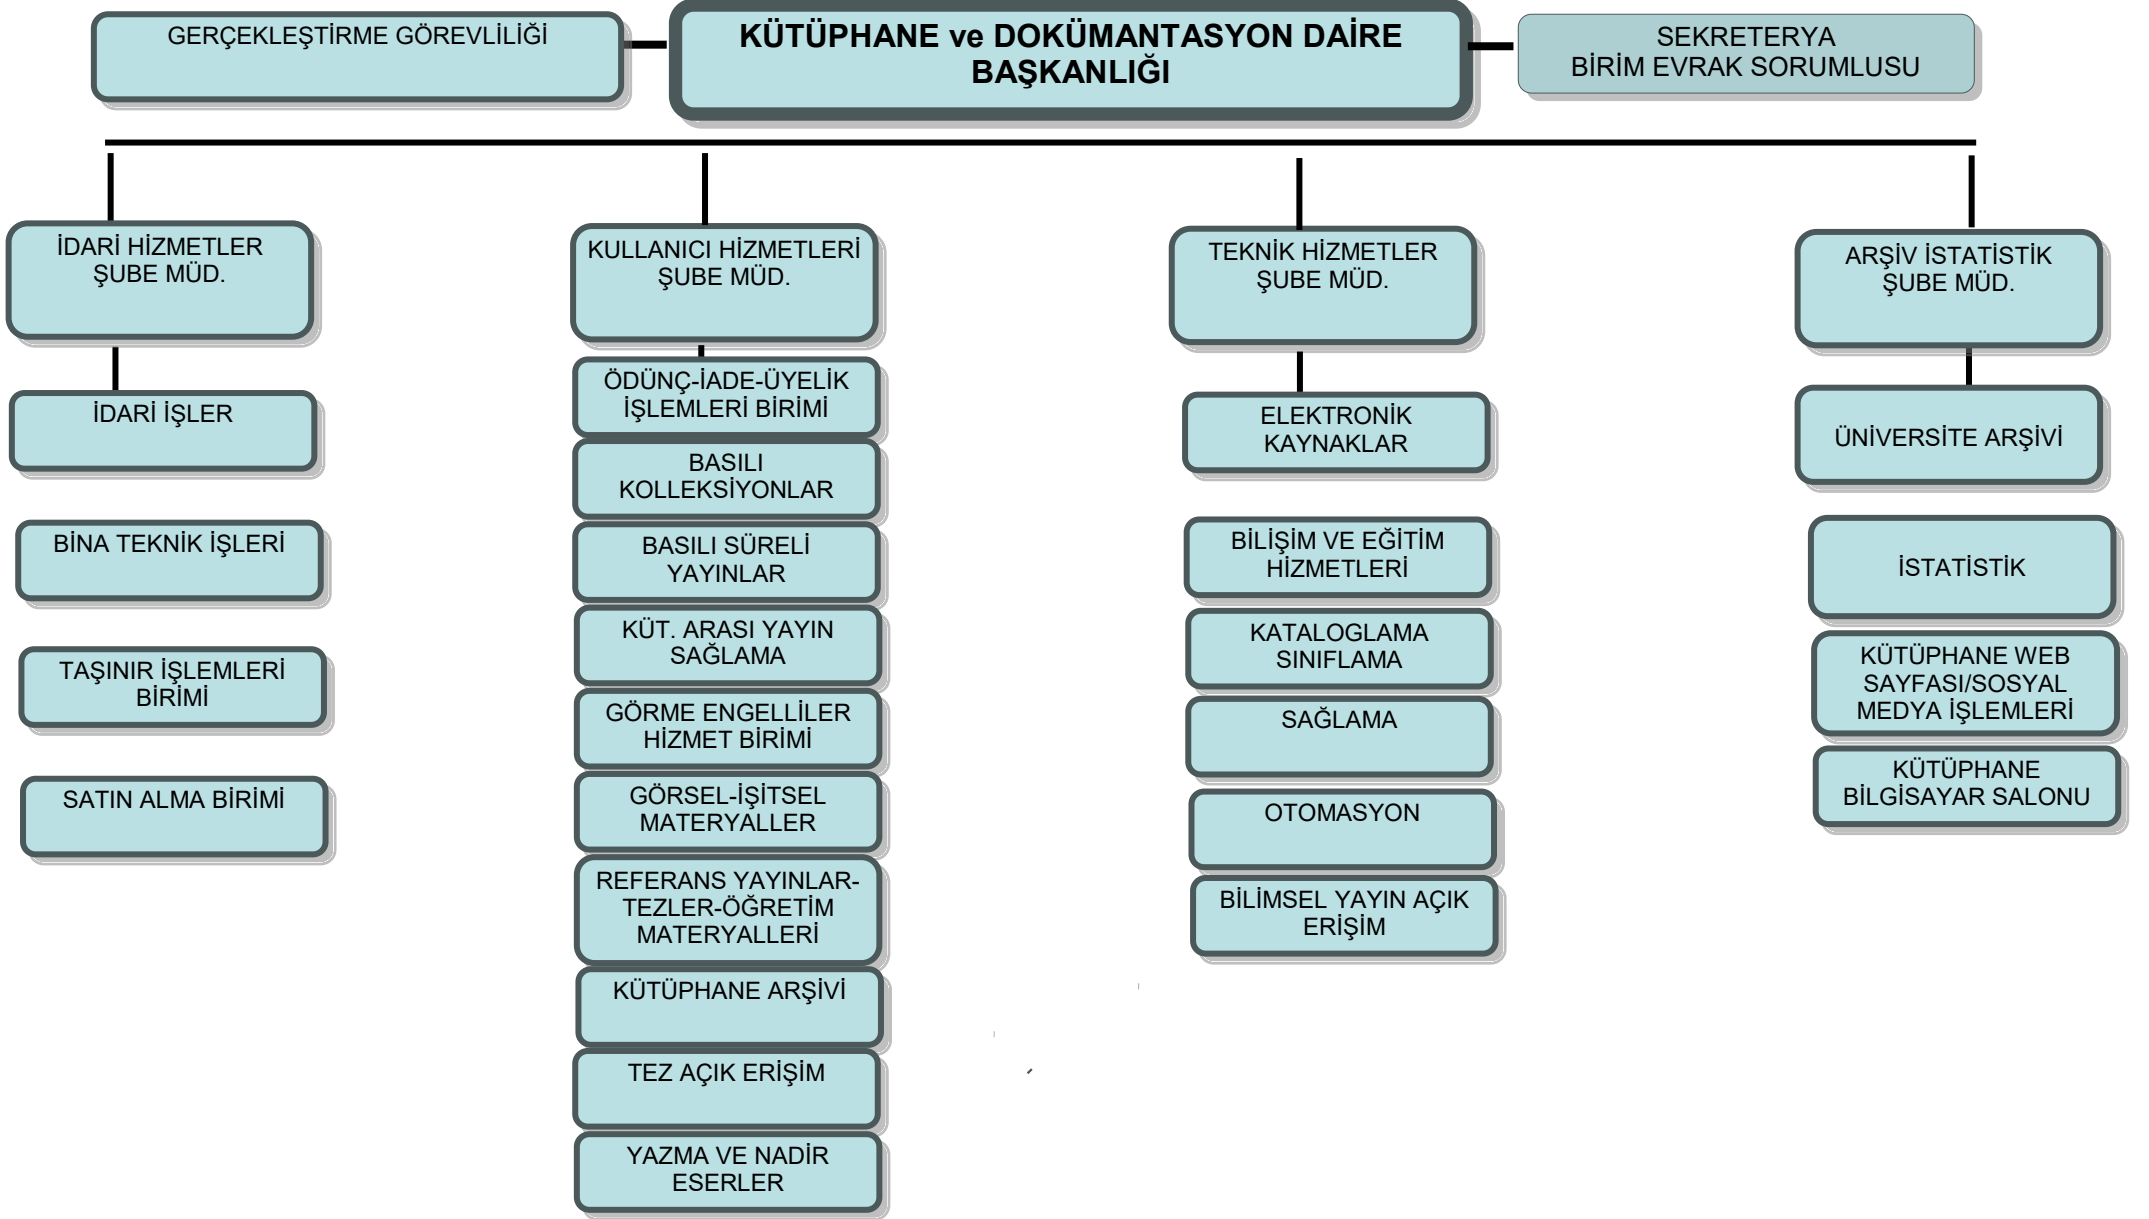 GERÇEKLEŞTİRME GÖREVLİLİĞİ
KÜTÜPHANE ve DOKÜMANTASYON DAİRE
BAŞKANLIĞI
SEKRETERYA
BİRİM EVRAK SORUMLUSU
İDARİ HİZMETLER
ŞUBE MÜD.
İDARİ İŞLER
BİNA TEKNİK İŞLERİ
TAŞINIR İŞLEMLERİ
BİRİMİ
SATIN ALMA BİRİMİ
KULLANICI HİZMETLERİ
ŞUBE MÜD.
ÖDÜNÇ-İADE-ÜYELİK
İŞLEMLERİ BİRİMİ
BASILI
KOLLEKSİYONLAR
BASILI SÜRELİ
YAYINLAR
KÜT. ARASI YAYIN
SAĞLAMA
GÖRME ENGELLİLER
HİZMET BİRİMİ
GÖRSEL-İŞİTSEL
MATERYALLER
REFERANS YAYINLAR-
TEZLER-ÖĞRETİM
MATERYALLERİ
KÜTÜPHANE ARŞİVİ
TEZ AÇIK ERİŞİM
YAZMA VE NADİR
ESERLER
TEKNİK HİZMETLER
ŞUBE MÜD.
ELEKTRONİK
KAYNAKLAR
BİLİŞİM VE EĞİTİM
HİZMETLERİ
KATALOGLAMA
SINIFLAMA
SAĞLAMA
OTOMASYON
BİLİMSEL YAYIN AÇIK
ERİŞİM
ARŞİV İSTATİSTİK
ŞUBE MÜD.
ÜNİVERSİTE ARŞİVİ
İSTATİSTİK
KÜTÜPHANE WEB
SAYFASI/SOSYAL
MEDYA İŞLEMLERİ
KÜTÜPHANE
BİLGİSAYAR SALONU